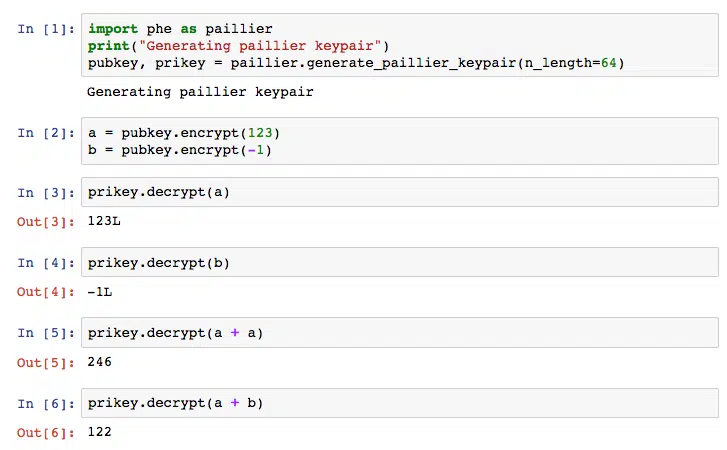 In [1]: import phe as paillier
print("Generating paillier keypair")
pubkey, prikey = paillier.generate_paillier_keypair(n_length=64)
Generating paillier keypair
In [2]: a = pubkey.encrypt(123)
b = pubkey.encrypt(-1)
In [3]: prikey.decrypt(a)
Out[3]: 123L
In [4]: prikey.decrypt(b)
Out[4]: -1L
In [5]: prikey.decrypt(a + a)
Out[5]: 246
In [6]: prikey.decrypt(a + b)
Out[6]: 122